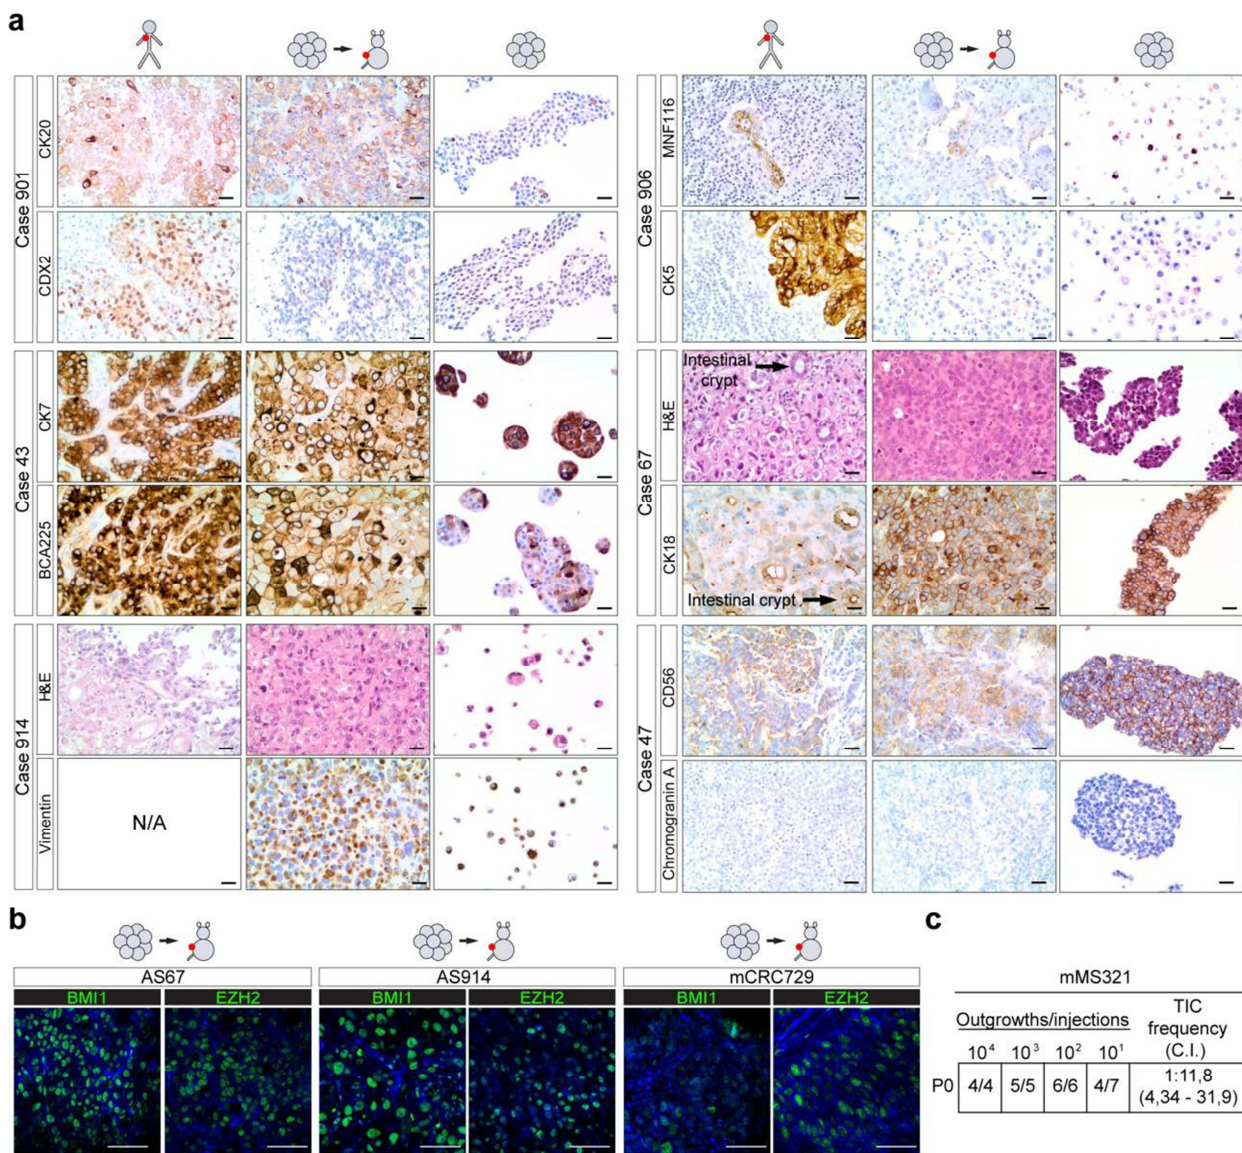 a
Case 901
CK20
CDX2
Case 43
CK7
BCA225
Case 914
H&E
Vimentin
N/A
Case 906
MNF116
CK5
Case 67
H&E
Intestinal
crypt
CK18
Intestinal crypt
Case 47
CD56
Chromogranin A
b
AS67
BMI1
EZH2
AS914
BMI1
EZH2
mCRC729
BMI1
EZH2
c
mMS321
Outgrowths/injections
TIC
frequency
(C.I.)
10⁴ 10³ 10² 10¹
P0 4/4 5/5 6/6 4/7 1:11,8
(4,34 - 31,9)